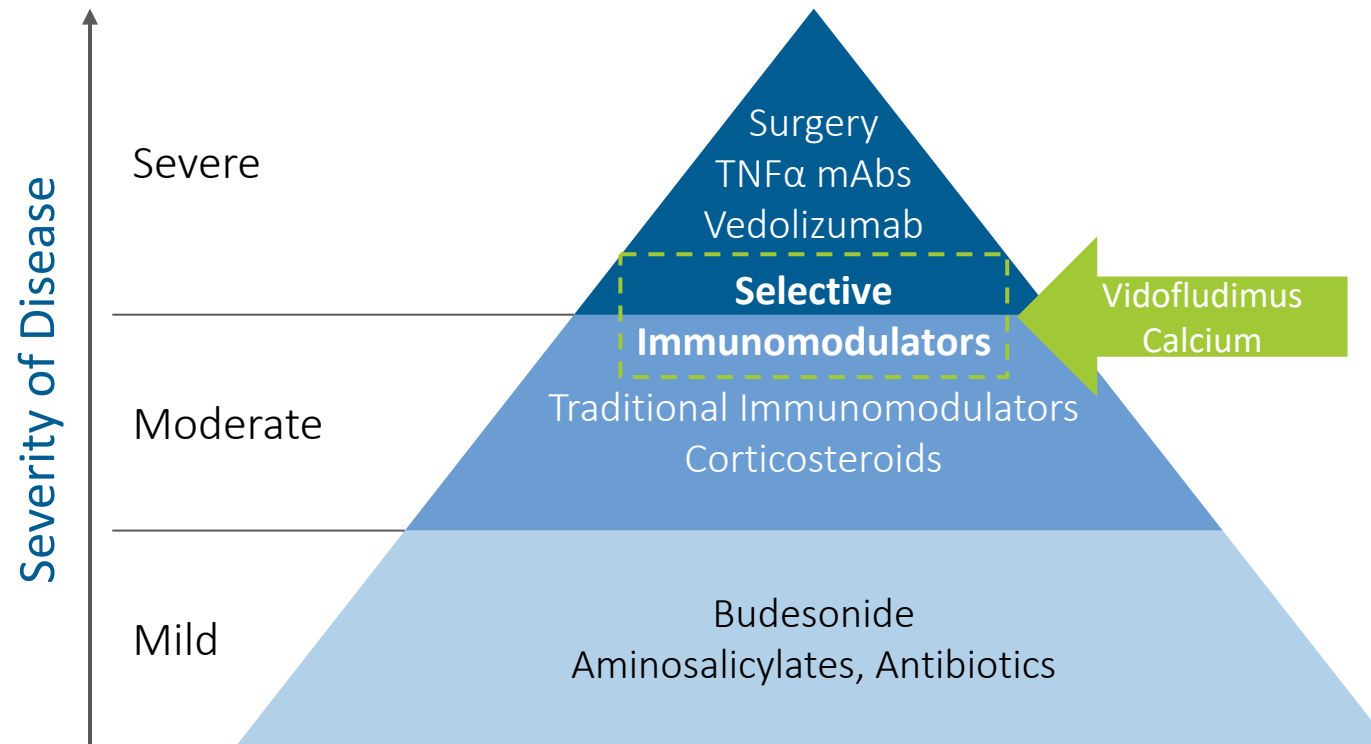 Severity of Disease
Severe
Surgery
TNFα mAbs
Vedolizumab
Selective
Immunomodulators
Vidofludimus
Calcium
Moderate
Traditional Immunomodulators
Corticosteroids
Mild
Budesonide
Aminosalicylates, Antibiotics